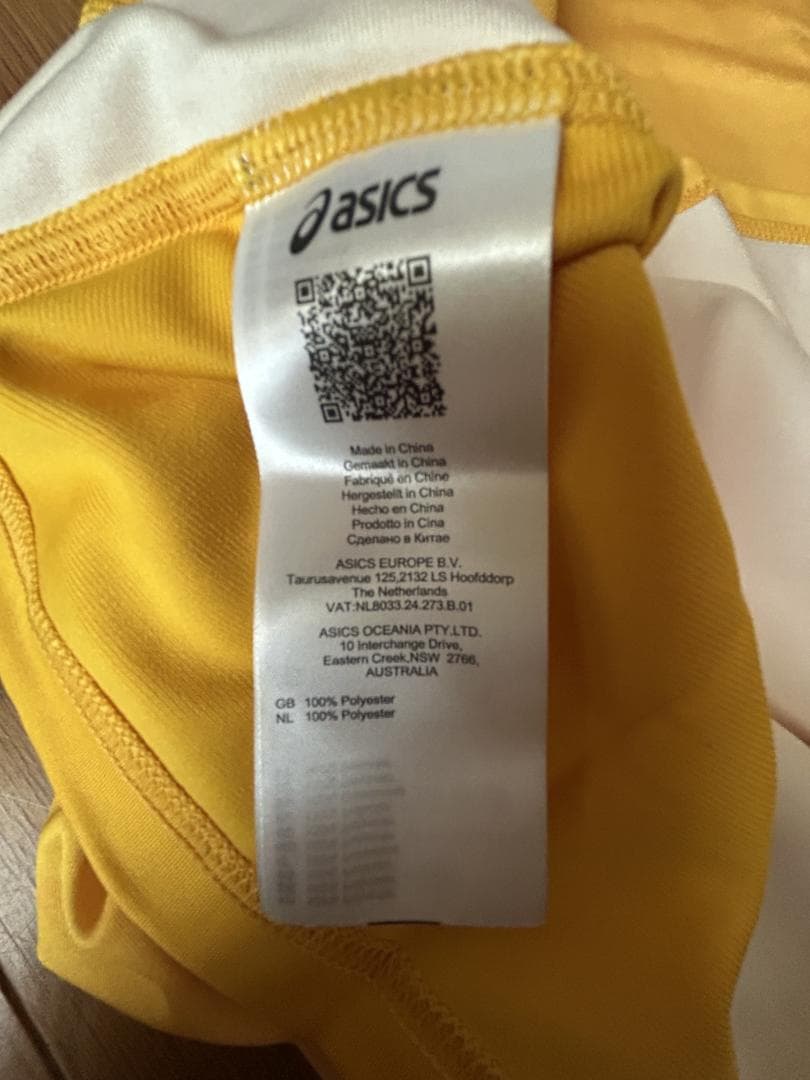 asics
Made in China
Gemaakt in China
Fabriqué en Chine
Hergestellt in China
Hecho en China
Prodotto in Cina
Сделано в Китае
ASICS EUROPE B.V.
Taurusavenue 125,2132 LS Hoofddorp
The Netherlands
VAT:NL8033.24.273.B.01
ASICS OCEANIA PTY.LTD.
10 Interchange Drive,
Eastern Creek,NSW 2766,
AUSTRALIA
GB 100% Polyester
NL 100% Polyester